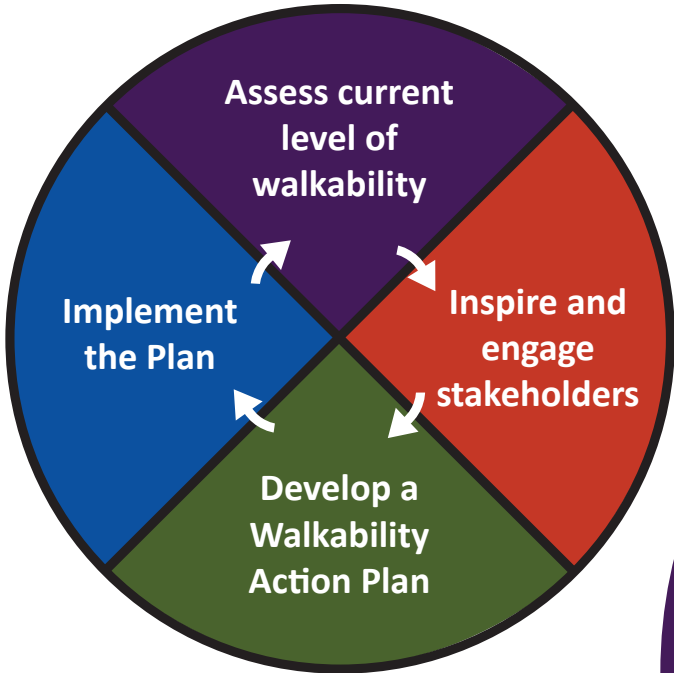 Assess current
level of
walkability
Inspire and
engage
stakeholders
Develop a
Walkability
Action Plan
Implement
the Plan